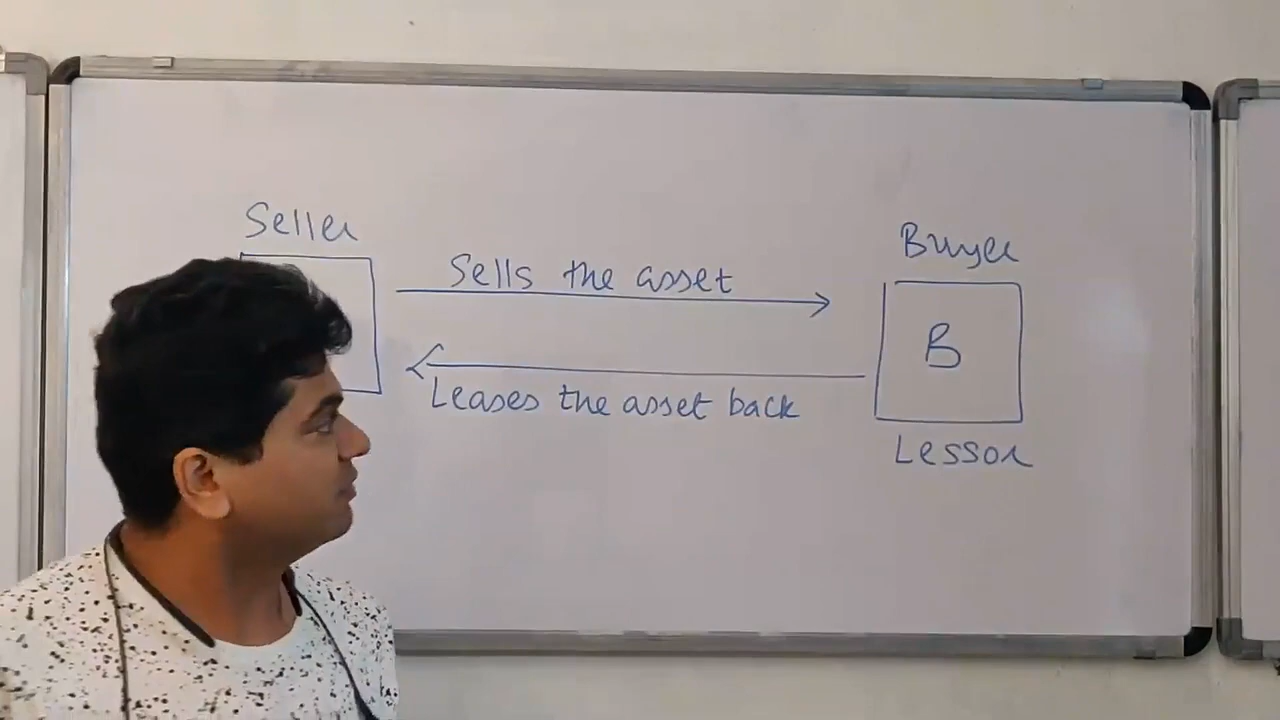 Seller
Buyer
Sells the asset
B
Leases the asset back
Lessor